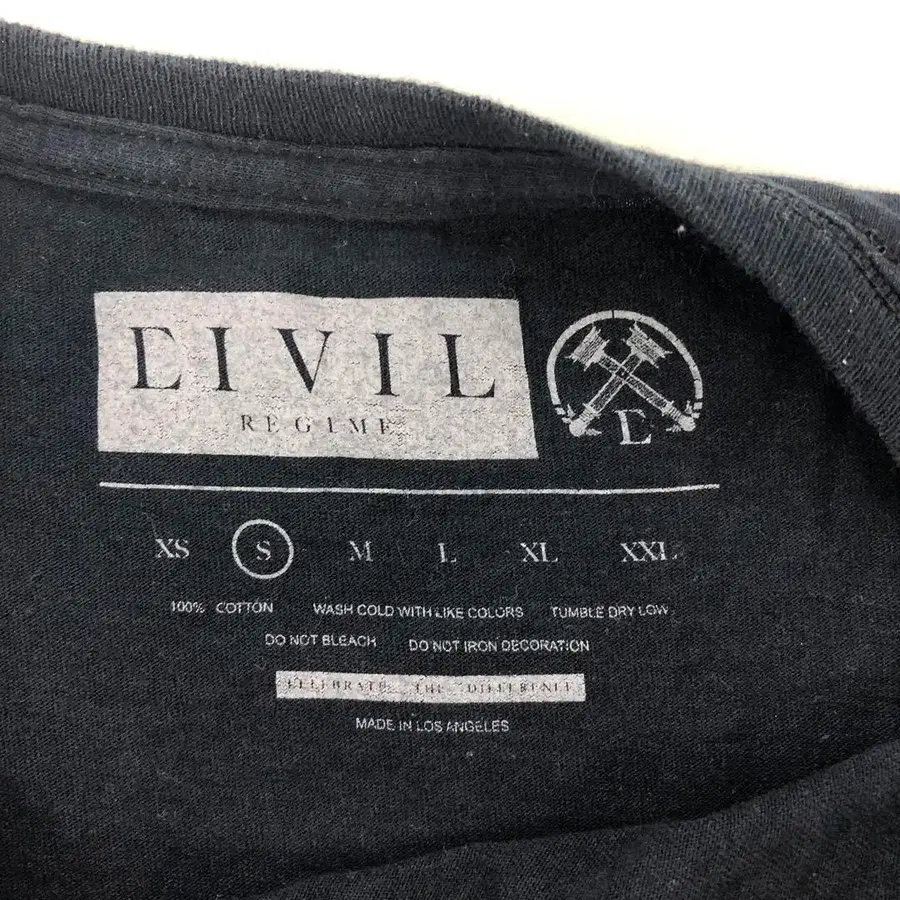 CIVIL
REGIME
C
XS S M L XL XXL
100% COTTON WASH COLD WITH LIKE COLORS TUMBLE DRY LOW
DO NOT BLEACH DO NOT IRON DECORATION
CELEBRATE THE DIFFERENCE
MADE IN LOS ANGELES